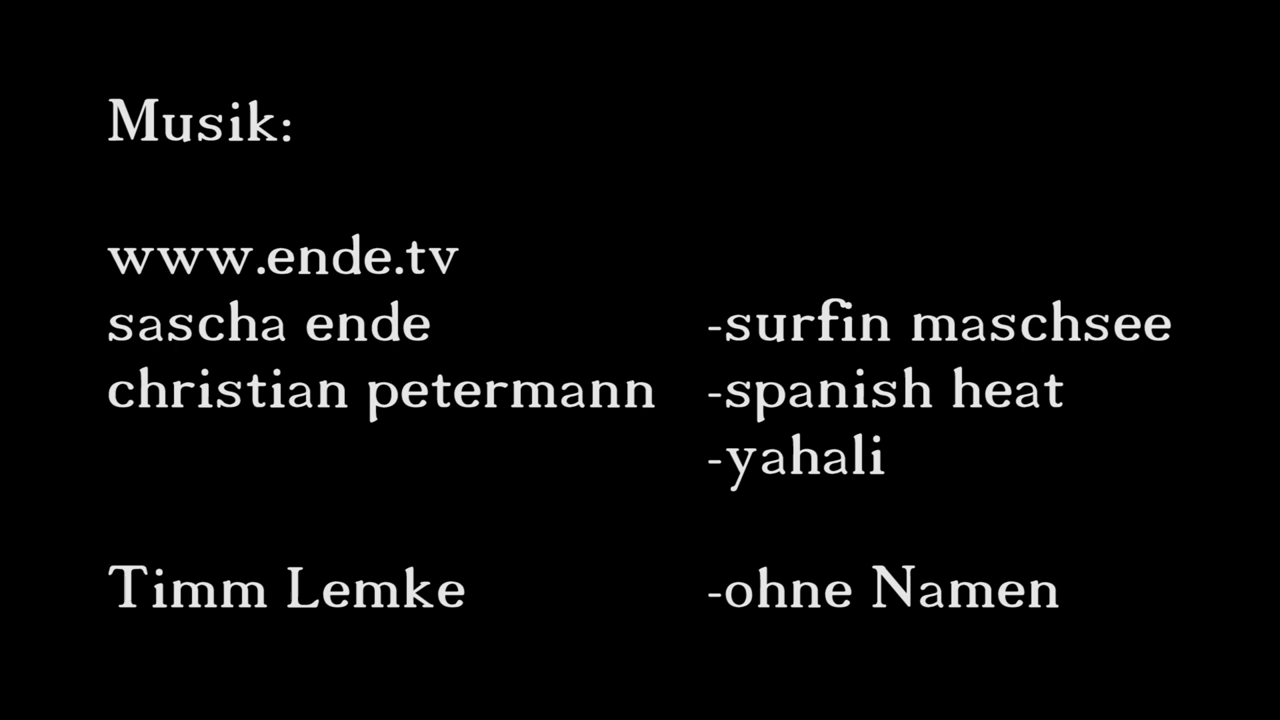 Musik:
www.ende.tv
sascha ende -surfin maschsee
christian petermann -spanish heat
-yahali
Timm Lemke -ohne Namen